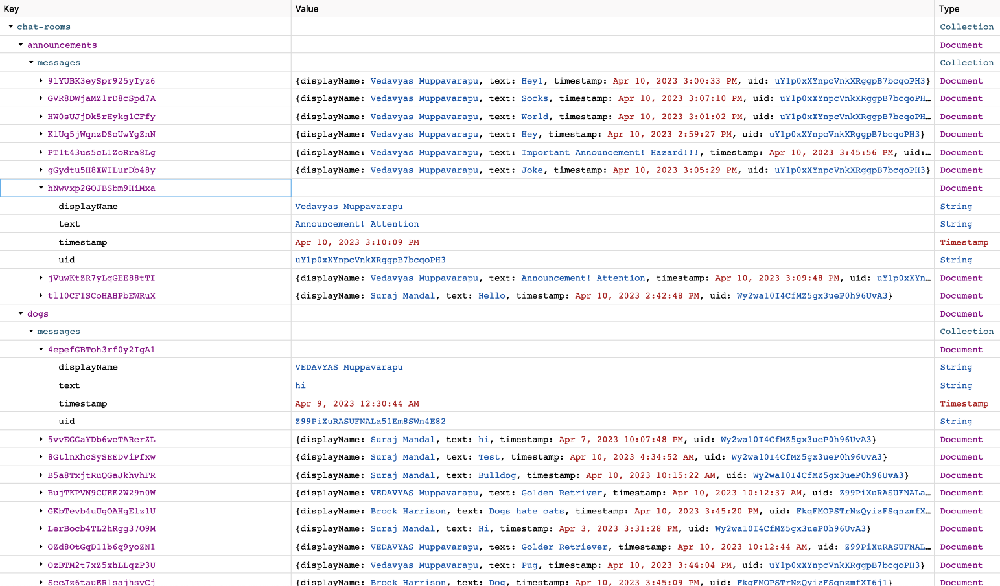 Key Value Type
chat-rooms Collection
announcements Document
messages Collection
91YUBK3eySpr925yIyz6 {displayName: Vedavyas Muppavarapu, text: Hey1, timestamp: Apr 10, 2023 3:00:33 PM, uid: uY1p0xXYnpcVnkXRggpB7bcqoPH3} Document
GVR8DWjaMZ1rD8cSpd7A {displayName: Vedavyas Muppavarapu, text: Socks, timestamp: Apr 10, 2023 3:07:10 PM, uid: uY1p0xXYnpcVnkXRggpB7bcqoPH… Document
HW0sUJjDk5rHykg1CFfy {displayName: Vedavyas Muppavarapu, text: World, timestamp: Apr 10, 2023 3:01:02 PM, uid: uY1p0xXYnpcVnkXRggpB7bcqoPH… Document
KlUq5jWqnzDScUwYgZnN {displayName: Vedavyas Muppavarapu, text: Hey, timestamp: Apr 10, 2023 2:59:27 PM, uid: uY1p0xXYnpcVnkXRggpB7bcqoPH3} Document
PT1t43us5cL1ZoRra8Lg {displayName: Vedavyas Muppavarapu, text: Important Announcement! Hazard!!!, timestamp: Apr 10, 2023 3:45:56 PM, uid:… Document
gGydtu5H8XWILurDb48y {displayName: Vedavyas Muppavarapu, text: Joke, timestamp: Apr 10, 2023 3:05:29 PM, uid: uY1p0xXYnpcVnkXRggpB7bcqoPH3} Document
hNwvxp2GOJBSbm9HiMxa Document
displayName Vedavyas Muppavarapu String
text Announcement! Attention String
timestamp Apr 10, 2023 3:10:09 PM Timestamp
uid uY1p0xXYnpcVnkXRggpB7bcqoPH3 String
jVuwKtZR7yLqGEE88tTI {displayName: Vedavyas Muppavarapu, text: Announcement! Attention, timestamp: Apr 10, 2023 3:09:48 PM, uid: uY1p0xXYn… Document
tl10CF1SCoHAHPbEWRuX {displayName: Suraj Mandal, text: Hello, timestamp: Apr 10, 2023 2:42:48 PM, uid: Wy2wa10I4CfMZ5gx3ueP0h96UvA3} Document
dogs Document
messages Collection
4epefGBToh3rf0y2IgA1 Document
displayName VEDAVYAS Muppavarapu String
text hi String
timestamp Apr 9, 2023 12:30:44 AM Timestamp
uid Z99PiXuRASUFNALa51Em8SWn4E82 String
5vvEGGaYDb6wcTARerZL {displayName: Suraj Mandal, text: hi, timestamp: Apr 7, 2023 10:07:48 PM, uid: Wy2wa10I4CfMZ5gx3ueP0h96UvA3} Document
8GtlnXhcSySEEDViPfxw {displayName: Suraj Mandal, text: Test, timestamp: Apr 10, 2023 4:34:52 AM, uid: Wy2wa10I4CfMZ5gx3ueP0h96UvA3} Document
B5a8TxjtRuQGaJkhvhFR {displayName: Suraj Mandal, text: Bulldog, timestamp: Apr 10, 2023 10:15:22 AM, uid: Wy2wa10I4CfMZ5gx3ueP0h96UvA3} Document
BujTKPVN9CUEE2W29n0W {displayName: VEDAVYAS Muppavarapu, text: Golden Retriver, timestamp: Apr 10, 2023 10:12:37 AM, uid: Z99PiXuRASUFNALa… Document
GKbTevb4uUgOAHgElz1U {displayName: Brock Harrison, text: Dogs hate cats, timestamp: Apr 10, 2023 3:45:20 PM, uid: FkqFMOPSTrNzQyizFSqnzmfX… Document
LerBocb4TL2hRgg37O9M {displayName: Suraj Mandal, text: Hi, timestamp: Apr 3, 2023 3:31:28 PM, uid: Wy2wa10I4CfMZ5gx3ueP0h96UvA3} Document
OZd8OtGqD11b6q9yoZN1 {displayName: VEDAVYAS Muppavarapu, text: Golder Retriever, timestamp: Apr 10, 2023 10:12:44 AM, uid: Z99PiXuRASUFNAL… Document
OzBTM2t7xZ5xhLLqzP3U {displayName: Vedavyas Muppavarapu, text: Pug, timestamp: Apr 10, 2023 3:44:04 PM, uid: uY1p0xXYnpcVnkXRggpB7bcqoPH3} Document
SecJz6tauERlsajhsvCj {displayName: Brock Harrison, text: Dog, timestamp: Apr 10, 2023 3:45:09 PM, uid: FkqFMOPSTrNzQyizFSqnzmfXI6j1} Document